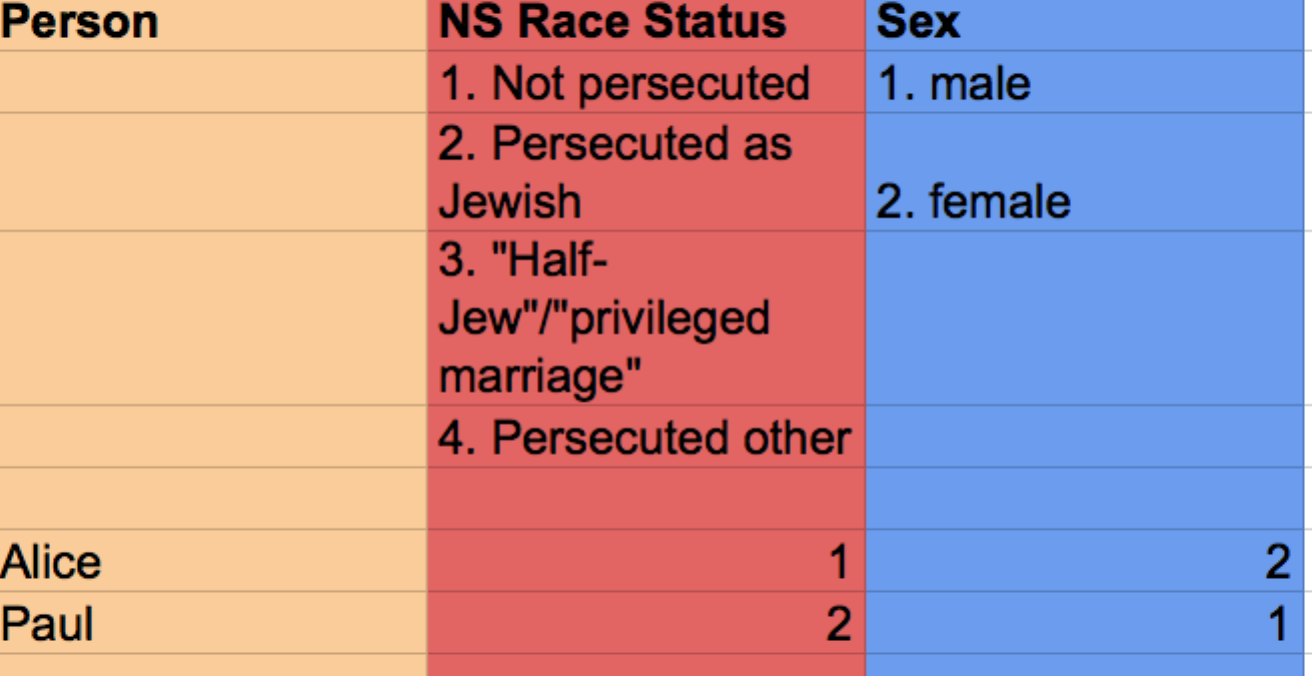 Person NS Race Status Sex
1. Not persecuted 1. male
2. Persecuted as
Jewish 2. female
3. "Half-
Jew"/"privileged
marriage"
4. Persecuted other
Alice 1 2
Paul 2 1